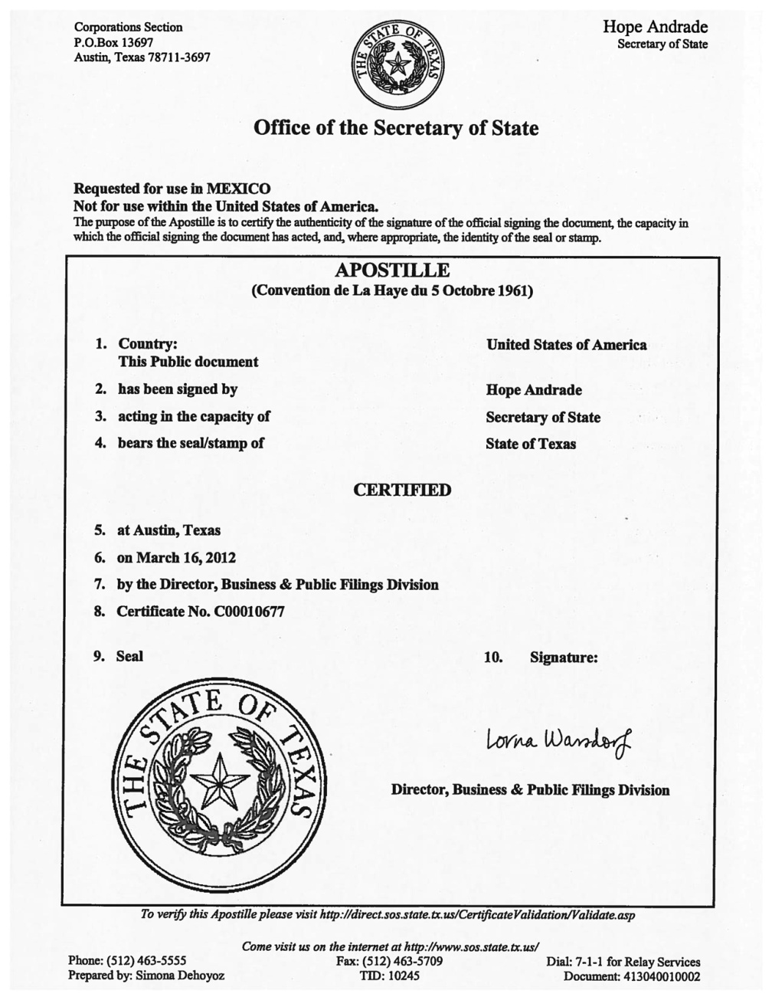 Corporations Section
P.O.Box 13697
Austin, Texas 78711-3697
THE STATE OF TEXAS
Hope Andrade
Secretary of State
Office of the Secretary of State
Requested for use in MEXICO
Not for use within the United States of America.
The purpose of the Apostille is to certify the authenticity of the signature of the official signing the document, the capacity in
which the official signing the document has acted, and, where appropriate, the identity of the seal or stamp.
APOSTILLE
(Convention de La Haye du 5 Octobre 1961)
1. Country: United States of America
This Public document
2. has been signed by Hope Andrade
3. acting in the capacity of Secretary of State
4. bears the seal/stamp of State of Texas
CERTIFIED
5. at Austin, Texas
6. on March 16, 2012
7. by the Director, Business & Public Filings Division
8. Certificate No. C00010677
9. Seal 10. Signature:
THE STATE OF TEXAS
Lorna Wassdorf
Director, Business & Public Filings Division
To verify this Apostille please visit http://direct.sos.state.tx.us/CertificateValidation/Validate.asp
Come visit us on the internet at http://www.sos.state.tx.us/
Phone: (512) 463-5555 Fax: (512) 463-5709 Dial: 7-1-1 for Relay Services
Prepared by: Simona Dehoyoz TID: 10245 Document: 413040010002